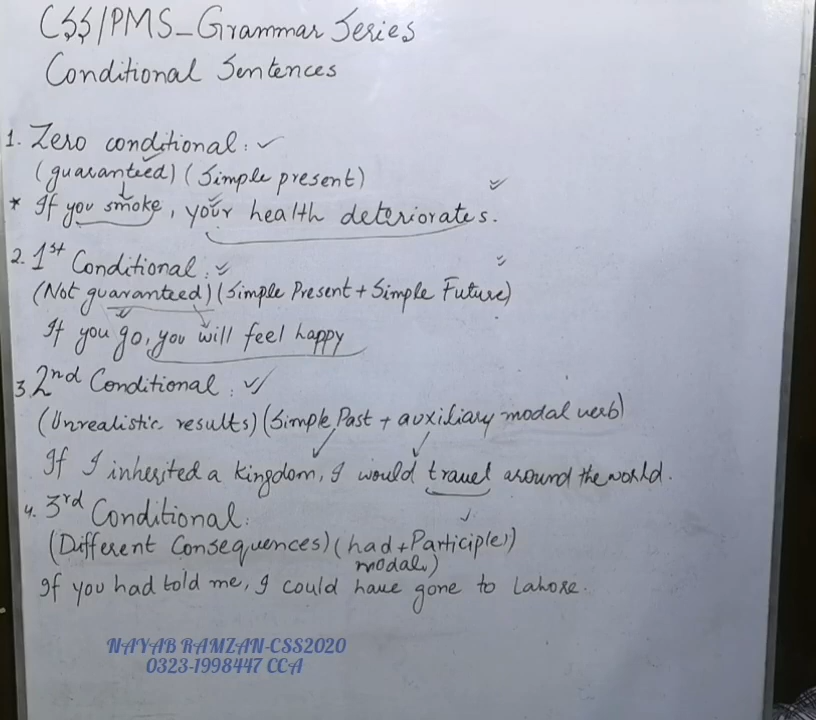 CSS/PMS_Grammar Series
Conditional Sentences
1. Zero conditional:
(guaranteed) (Simple present)
* If you smoke, your health deteriorates.
2. 1st Conditional:
(Not guaranteed) (Simple Present + Simple Future)
If you go, you will feel happy
3. 2nd Conditional:
(Unrealistic results) (Simple Past + auxiliary modal verb)
If I inherited a kingdom, I would travel around the world.
4. 3rd Conditional:
(Different Consequences) (had + Participle)
modal)
If you had told me, I could have gone to Lahore.
NAYAB RAMZAN-CSS2020
0323-1998447 CCA